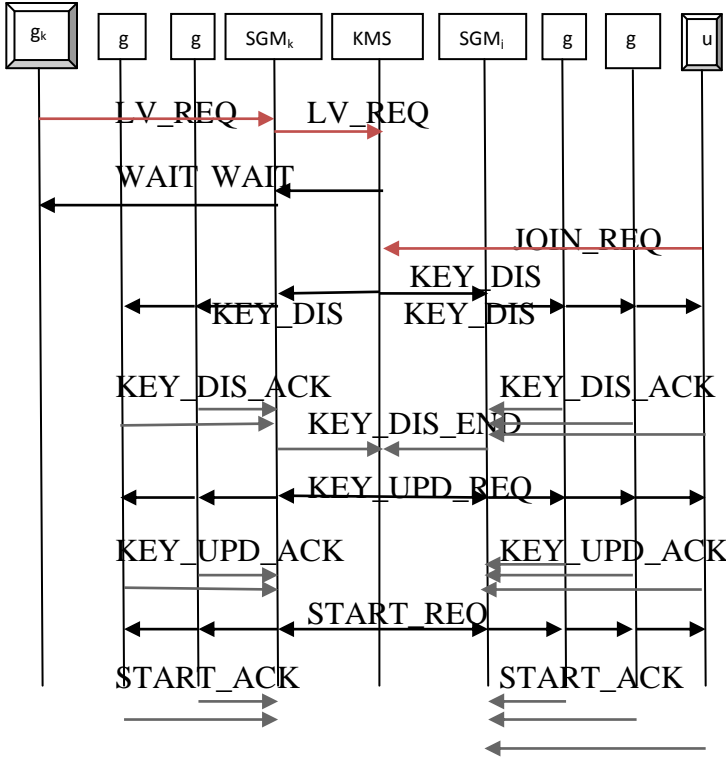 gₖ g g SGMₖ KMS SGMᵢ g g u
LV_REQ LV_REQ
WAIT WAIT
JOIN_REQ
KEY_DIS
KEY_DIS KEY_DIS
KEY_DIS_ACK KEY_DIS_ACK
KEY_DIS_END
KEY_UPD_REQ
KEY_UPD_ACK KEY_UPD_ACK
START_REQ
START_ACK START_ACK